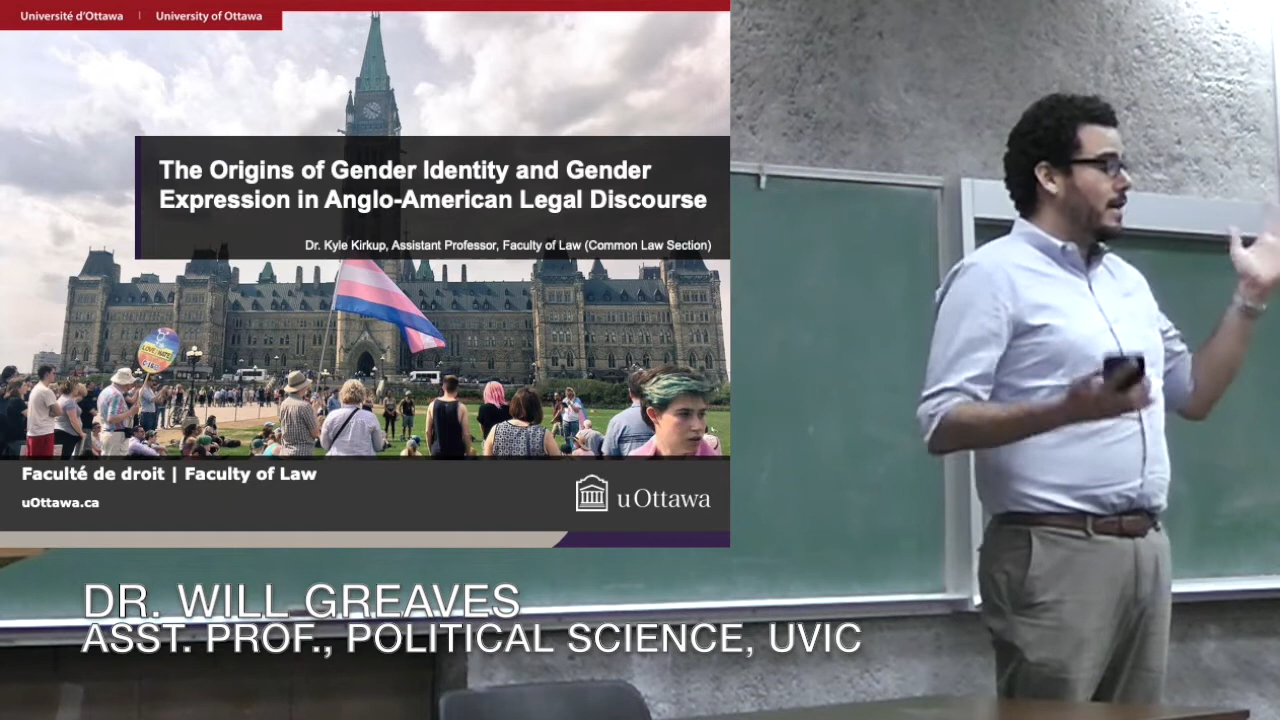 Université d'Ottawa | University of Ottawa
The Origins of Gender Identity and Gender
Expression in Anglo-American Legal Discourse
Dr. Kyle Kirkup, Assistant Professor, Faculty of Law (Common Law Section)
LOVE HATE
Faculté de droit | Faculty of Law
uOttawa.ca
uOttawa
DR. WILL GREAVES
ASST. PROF., POLITICAL SCIENCE, UVIC